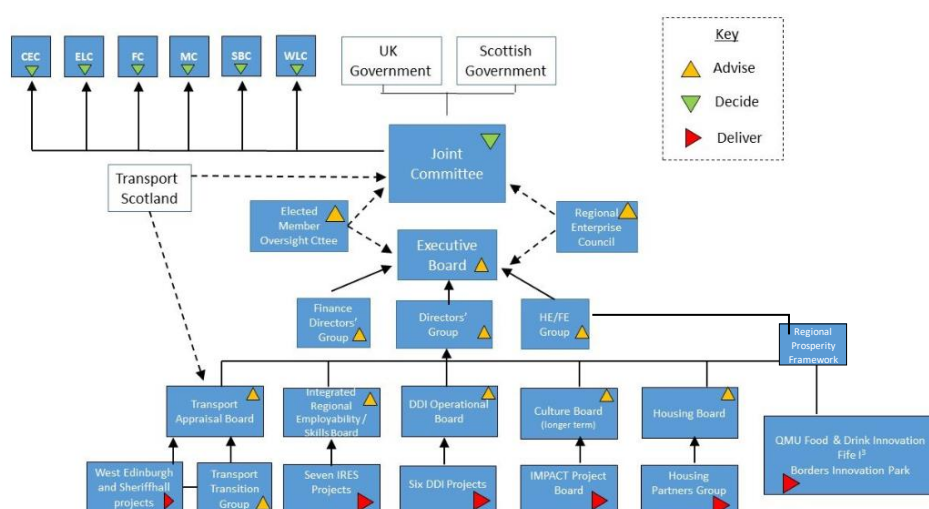 CEC
ELC
FC
MC
SBC
WLC
UK
Government
Scottish
Government
Key
Advise
Decide
Deliver
Joint
Committee
Transport
Scotland
Elected
Member
Oversight Cttee
Regional
Enterprise
Council
Executive
Board
Finance
Directors'
Group
Directors'
Group
HE/FE
Group
Regional
Prosperity
Framework
Transport
Appraisal Board
Integrated
Regional
Employability /
Skills Board
DDI Operational
Board
Culture Board
(longer term)
Housing Board
QMU Food & Drink Innovation
Fife I³
Borders Innovation Park
West Edinburgh
and Sheriffhall
projects
Transport
Transition
Group
Seven IRES
Projects
Six DDI Projects
IMPACT Project
Board
Housing
Partners Group